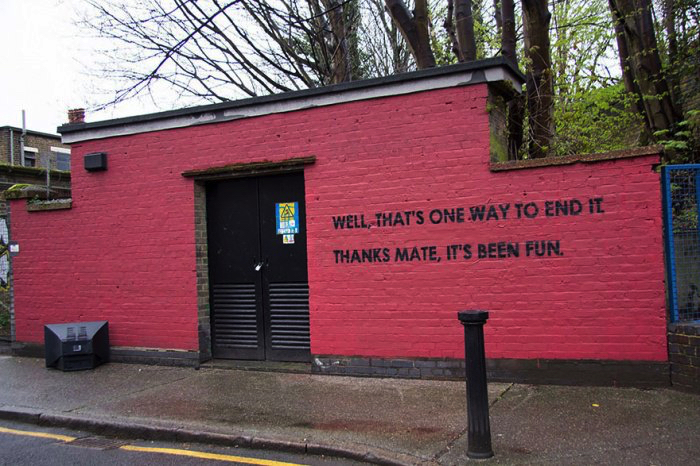 WELL, THAT'S ONE WAY TO END IT.
THANKS MATE, IT'S BEEN FUN.